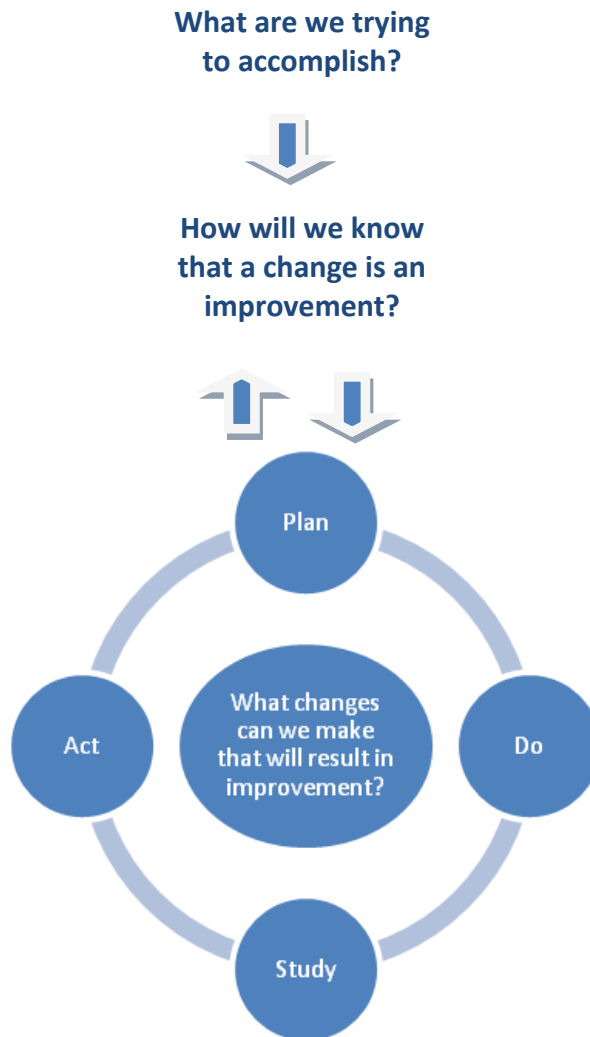 What are we trying
to accomplish?
How will we know
that a change is an
improvement?
Plan
What changes
can we make
that will result in
improvement?
Act
Do
Study